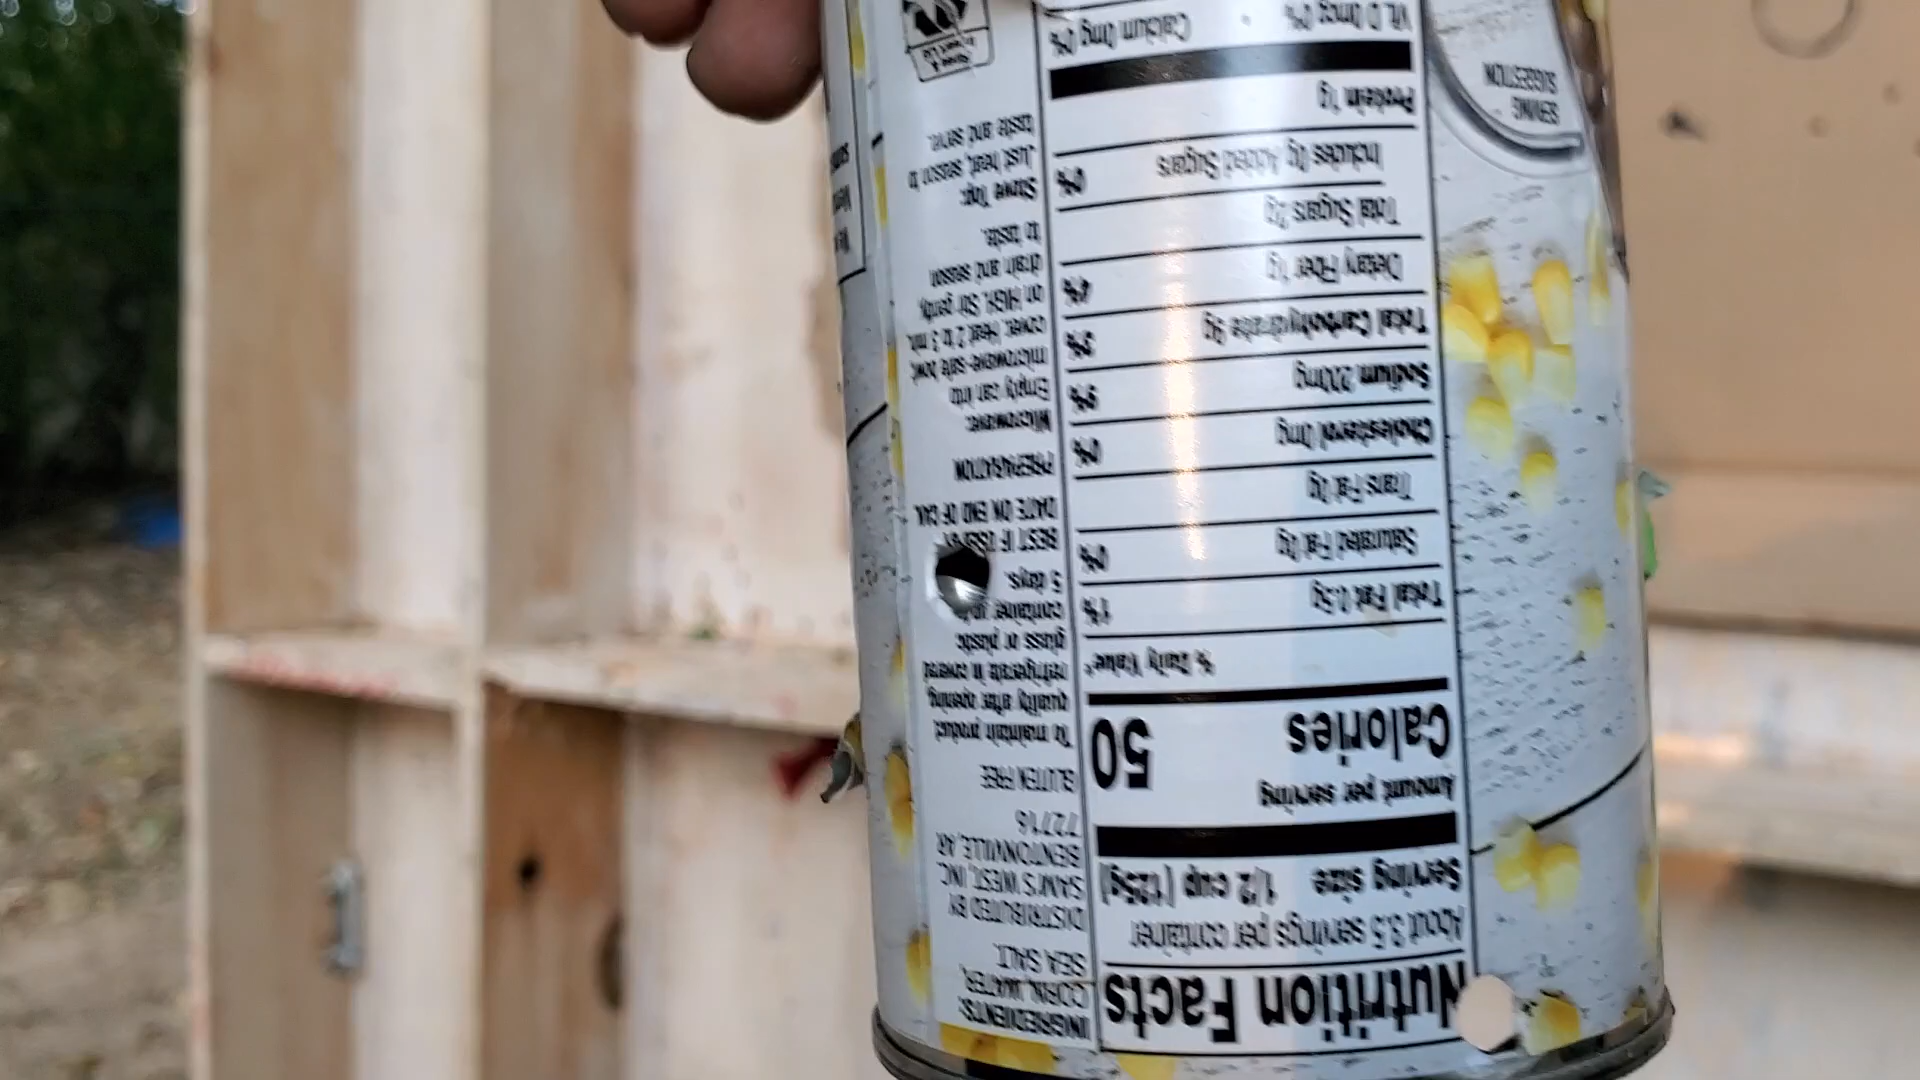 Nutrition Facts
About 3.5 servings per container
Serving size 1/2 cup (125g)
Amount per serving
Calories 50
% Daily Value*
Total Fat 0.5g 1%
Saturated Fat 0g 0%
Trans Fat 0g
Cholesterol 0mg 0%
Sodium 200mg 9%
Total Carbohydrate 9g 3%
Dietary Fiber 1g 4%
Total Sugars 2g
Includes 0g Added Sugars 0%
Protein 1g
Vit. D 0mcg 0% • Calcium 0mg 0%
INGREDIENTS:
CORN, WATER,
SEA SALT.
DISTRIBUTED BY
SAM'S WEST, INC.
BENTONVILLE, AR
72716
GLUTEN FREE
To maintain product
quality after opening
refrigerate in covered
glass or plastic
container up to
5 days.
BEST IF USED BY
DATE ON END OF CAN.
PREPARATION
Microwave:
Empty can into
microwave-safe bowl;
cover. Heat 2 to 3 min.
on HIGH. Stir gently,
drain and season
to taste.
Stove Top:
Just heat, season to
taste and serve.
SERVING
SUGGESTION